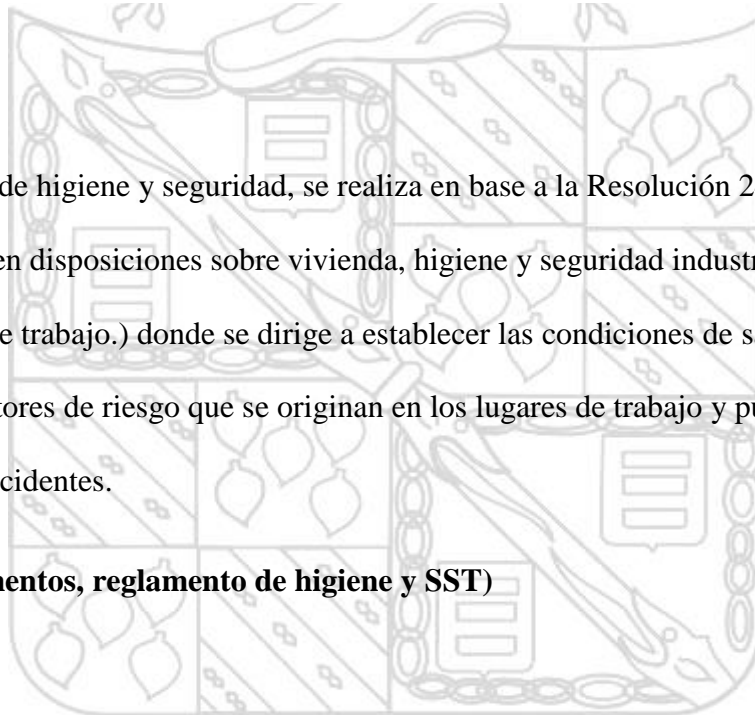 de higiene y seguridad, se realiza en base a la Resolución 2
en disposiciones sobre vivienda, higiene y seguridad industr
e trabajo.) donde se dirige a establecer las condiciones de s
tores de riesgo que se originan en los lugares de trabajo y pu
cidentes.
nentos, reglamento de higiene y SST)